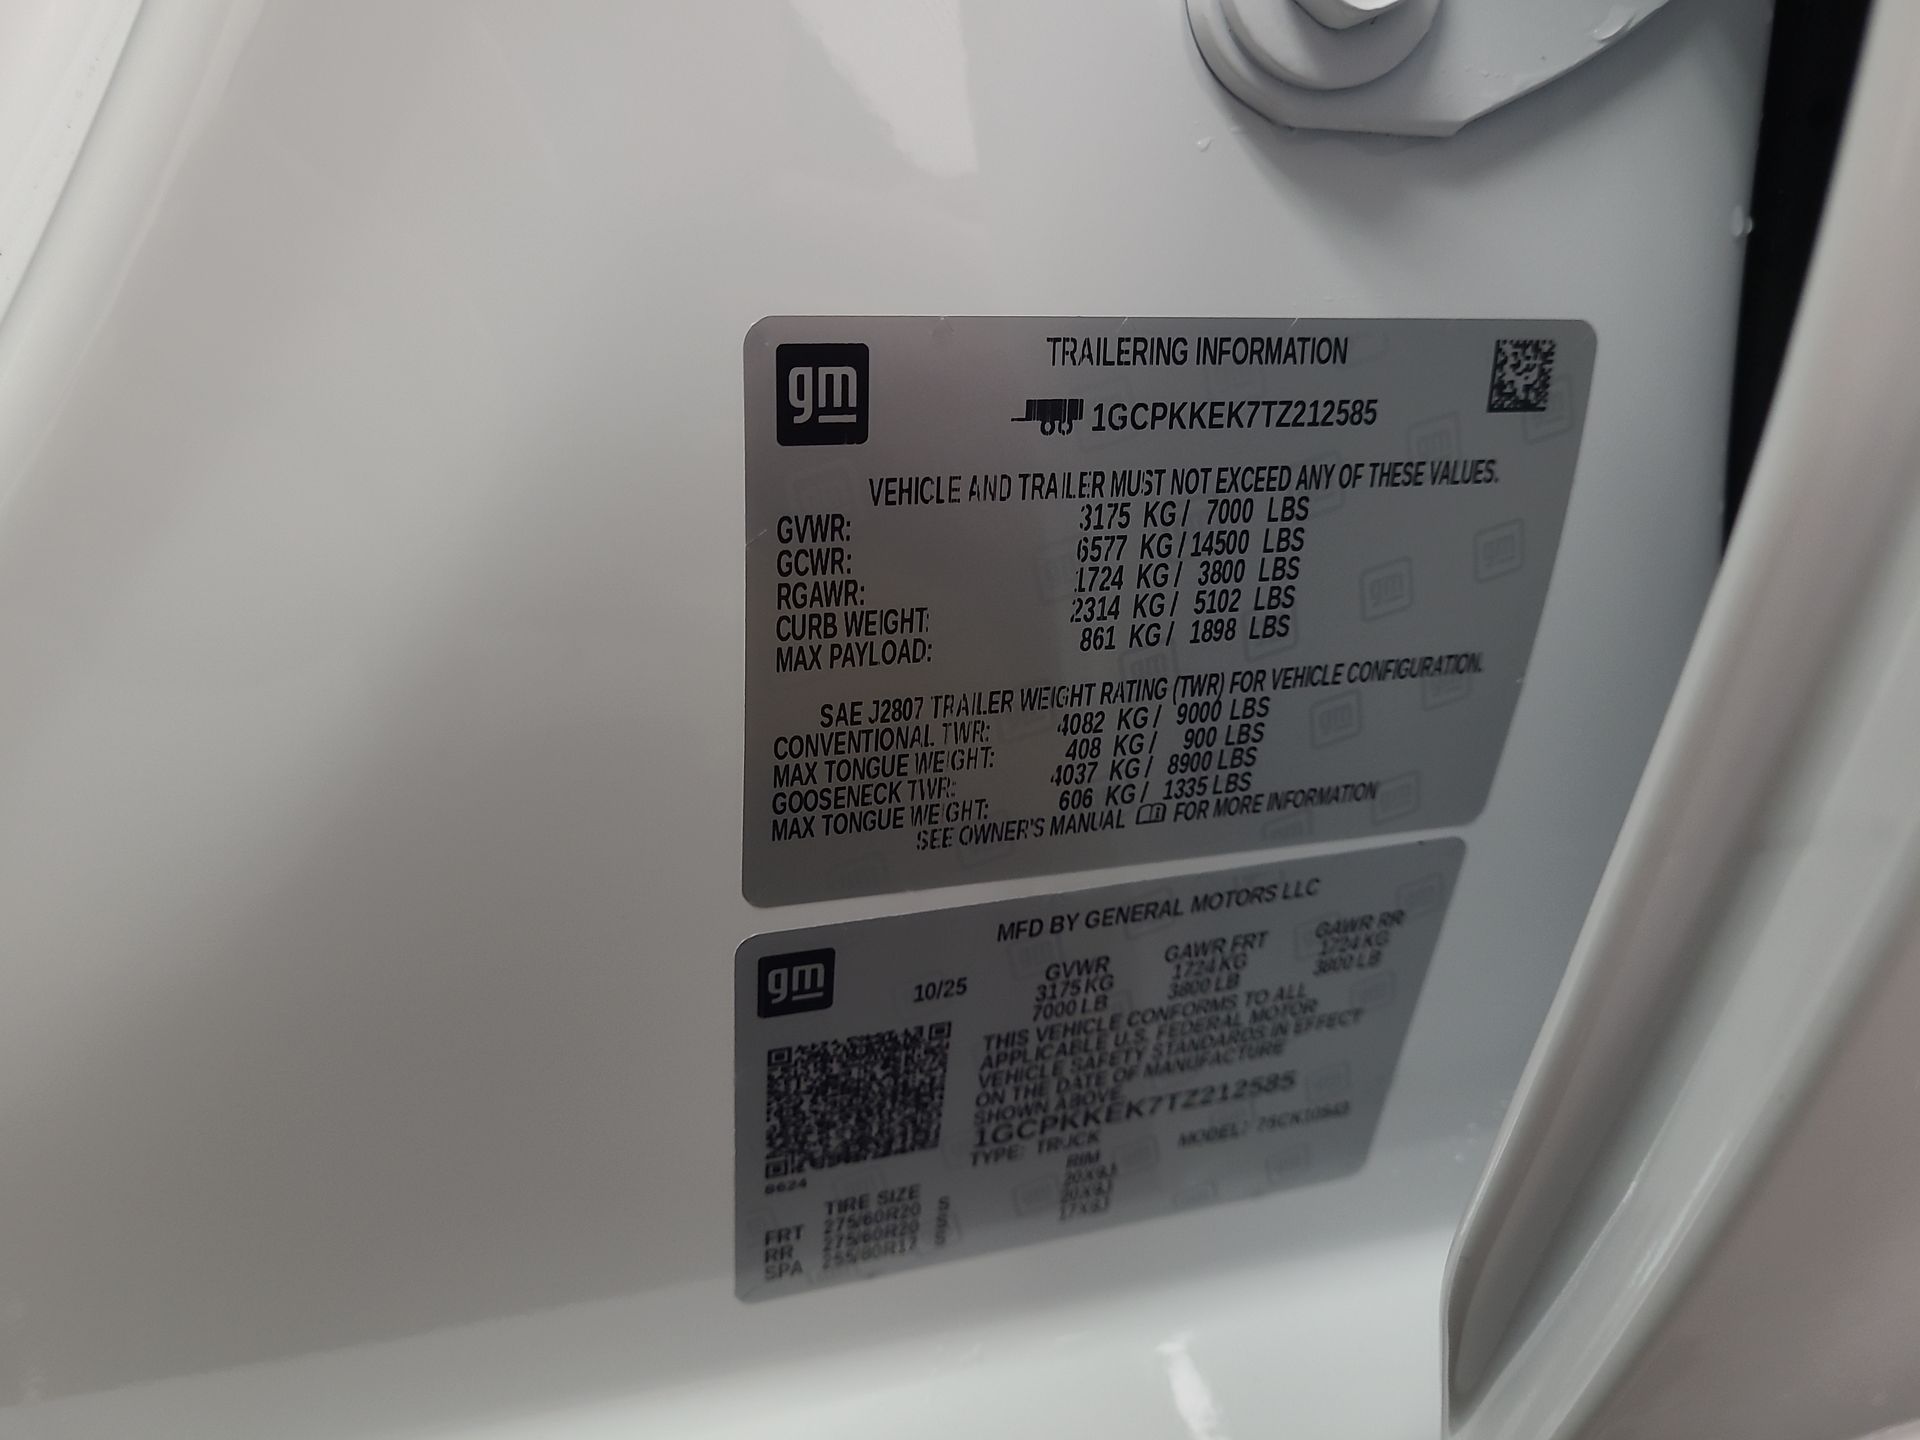 gm
TRAILERING INFORMATION
1GCPKKEK7TZ212585
VEHICLE AND TRAILER MUST NOT EXCEED ANY OF THESE VALUES.
GVWR: 3175 KG / 7000 LBS
GCWR: 6577 KG / 14500 LBS
RGAWR: 1724 KG / 3800 LBS
CURB WEIGHT: 2314 KG / 5102 LBS
MAX PAYLOAD: 861 KG / 1898 LBS
SAE J2807 TRAILER WEIGHT RATING (TWR) FOR VEHICLE CONFIGURATION.
CONVENTIONAL TWR: 4082 KG / 9000 LBS
MAX TONGUE WEIGHT: 408 KG / 900 LBS
GOOSENECK TWR: 4037 KG / 8900 LBS
MAX TONGUE WEIGHT: 606 KG / 1335 LBS
SEE OWNER'S MANUAL FOR MORE INFORMATION
MFD BY GENERAL MOTORS LLC
gm
10/25
GVWR GAWR FRT GAWR RR
3175 KG 1724 KG 1724 KG
7000 LB 3800 LB 3800 LB
THIS VEHICLE CONFORMS TO ALL
APPLICABLE U.S. FEDERAL MOTOR
VEHICLE SAFETY STANDARDS IN EFFECT
ON THE DATE OF MANUFACTURE
SHOWN ABOVE.
1GCPKKEK7TZ212585
TYPE: TRUCK MODEL:
6624
TIRE SIZE RIM
FRT 275/60R20 S 20X9J
RR 275/60R20 S 20X9J
SPA 255/80R17 S